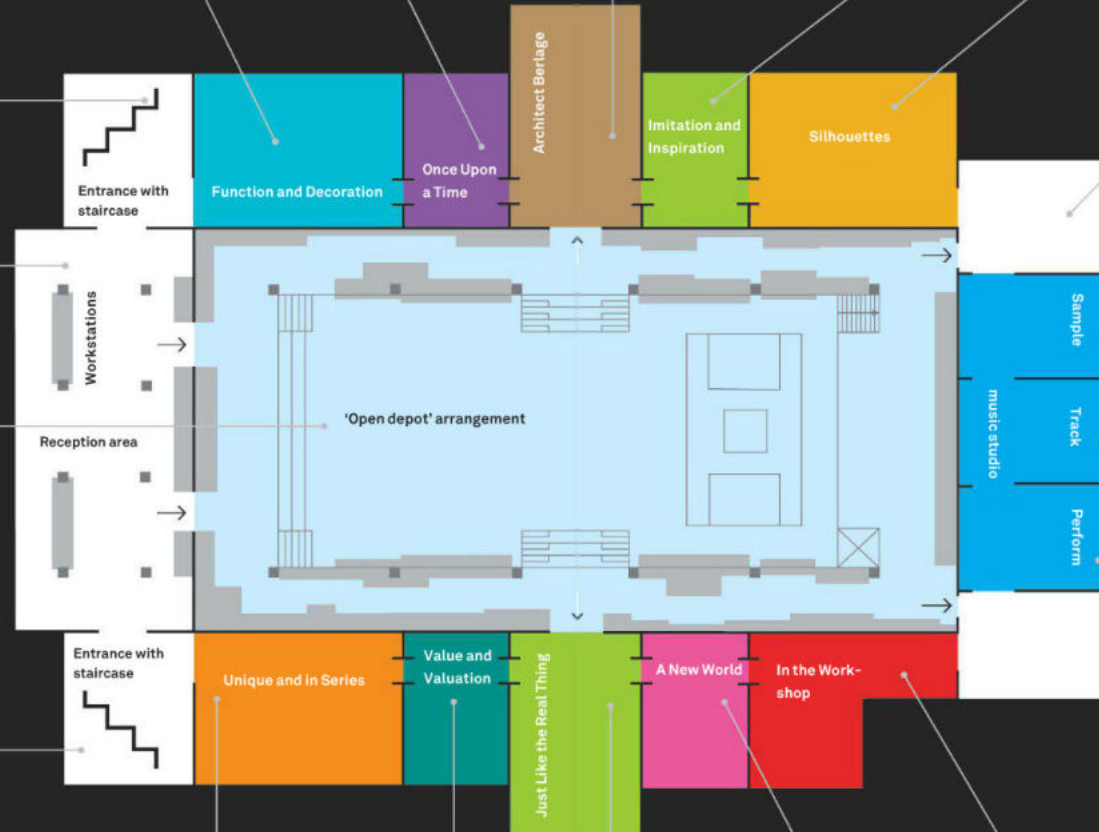 Architect Berlage
Imitation and
Inspiration
Silhouettes
Once Upon
a Time
Function and Decoration
Entrance with
staircase
Workstations
Reception area
'Open depot' arrangement
Sample
Track
Perform
music studio
Entrance with
staircase
Unique and in Series
Value and
Valuation
Just Like the Real Thing
A New World
In the Work-
shop